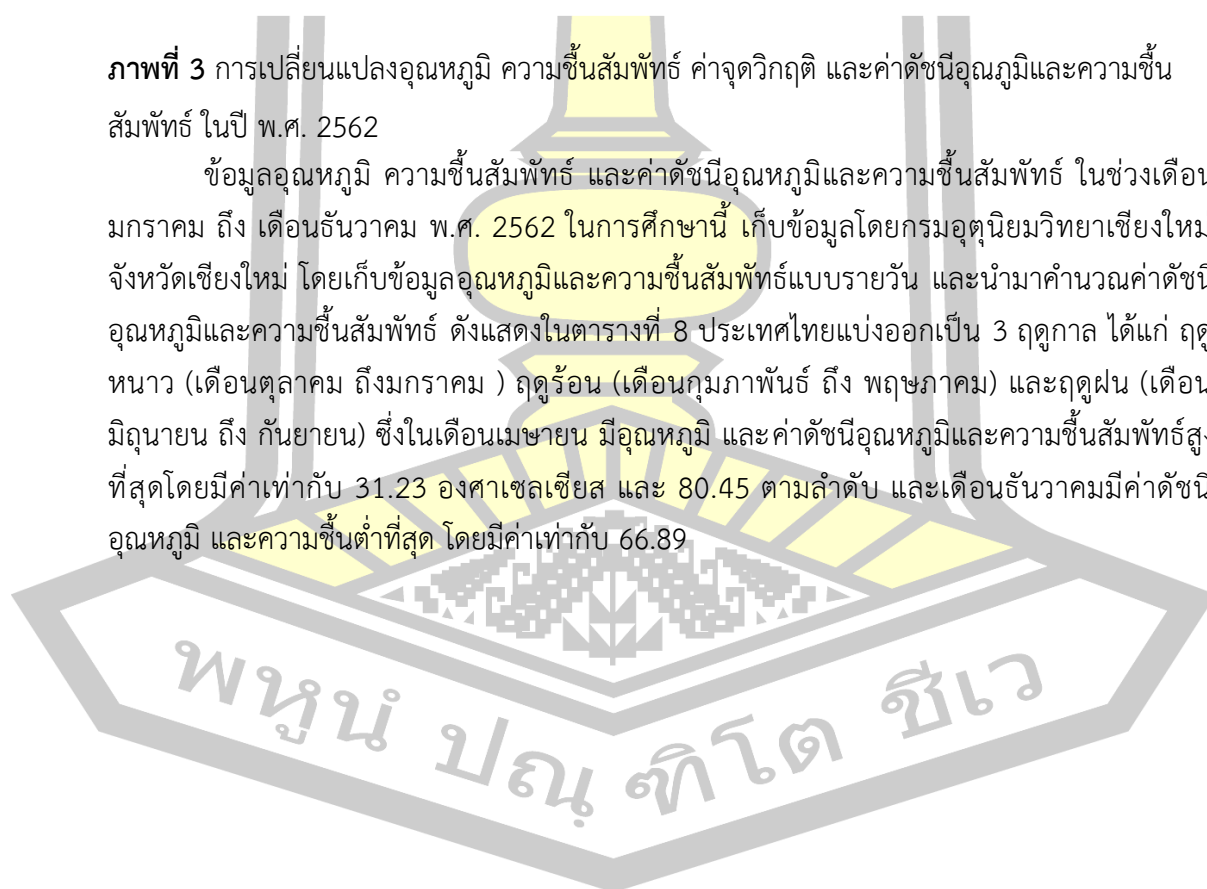 ภาพที่ 3 การเปลี่ยนแปลงอุณหภูมิ ความชื้นสัมพัทธ์ ค่าจุดวิกฤติ และค่าดัชนีอุณภูมิและความชื้น
สัมพัทธ์ ในปี พ.ศ. 2562
ข้อมูลอุณหภูมิ ความชื้นสัมพัทธ์ และค่าดัชนีอุณหภูมิและความชื้นสัมพัทธ์ ในช่วงเดือน
มกราคม ถึง เดือนธันวาคม พ.ศ. 2562 ในการศึกษานี้ เก็บข้อมูลโดยกรมอุตุนิยมวิทยาเชียงใหม
จังหวัดเชียงใหม่ โดยเก็บข้อมูลอุณหภูมิและความชื้นสัมพัทธ์แบบรายวัน และนำมาคำนวณค่าดัชนี
อุณหภูมิและความชื้นสัมพัทธ์ ดังแสดงในตารางที่ 8 ประเทศไทยแบ่งออกเป็น 3 ฤดูกาล ได้แก่ ฤดู
หนาว (เดือนตุลาคม ถึงมกราคม ) ฤดูร้อน (เดือนกุมภาพันธ์ ถึง พฤษภาคม) และฤดูฝน (เดือน
มิถุนายน ถึง กันยายน) ซึ่งในเดือนเมษายน มีอุณหภูมิ และค่าดัชนีอุณหภูมิและความชื้นสัมพัทธ์สูง
ที่สุดโดยมีค่าเท่ากับ 31.23 องศาเซลเซียส และ 80.45 ตามลำดับ และเดือนธันวาคมมีค่าดัชนี
อุณหภูมิ และความชื้นต่ำที่สุด โดยมีค่าเท่ากับ 66.89
พหูนํ ปณฺ ฑิโต ชีเว